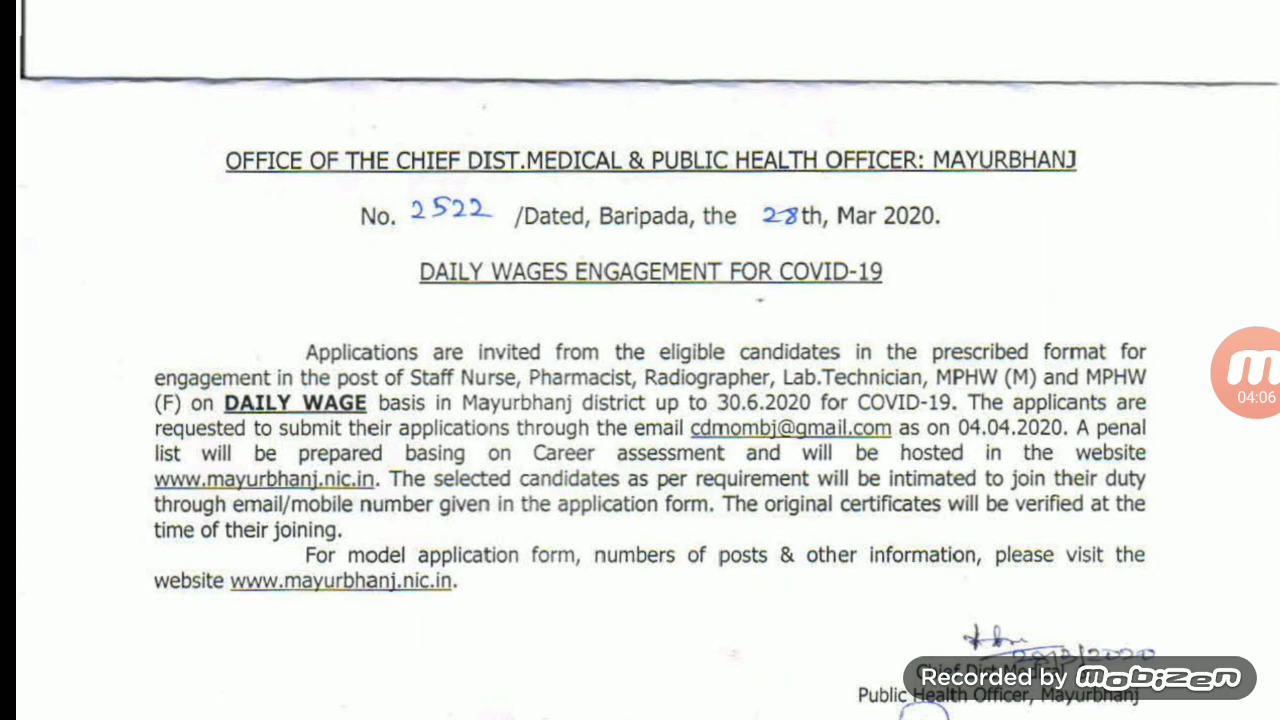 OFFICE OF THE CHIEF DIST.MEDICAL & PUBLIC HEALTH OFFICER: MAYURBHANJ
No. 2522 /Dated, Baripada, the 28th, Mar 2020.
DAILY WAGES ENGAGEMENT FOR COVID-19
Applications are invited from the eligible candidates in the prescribed format for
engagement in the post of Staff Nurse, Pharmacist, Radiographer, Lab.Technician, MPHW (M) and MPHW
(F) on DAILY WAGE basis in Mayurbhanj district up to 30.6.2020 for COVID-19. The applicants are
requested to submit their applications through the email cdmombj@gmail.com as on 04.04.2020. A penal
list will be prepared basing on Career assessment and will be hosted in the website
www.mayurbhanj.nic.in. The selected candidates as per requirement will be intimated to join their duty
through email/mobile number given in the application form. The original certificates will be verified at the
time of their joining.
For model application form, numbers of posts & other information, please visit the
website www.mayurbhanj.nic.in.
04:06
28/3/2020
Chief Dist Medical
Recorded by mobizen
Public Health Officer, Mayurbhanj